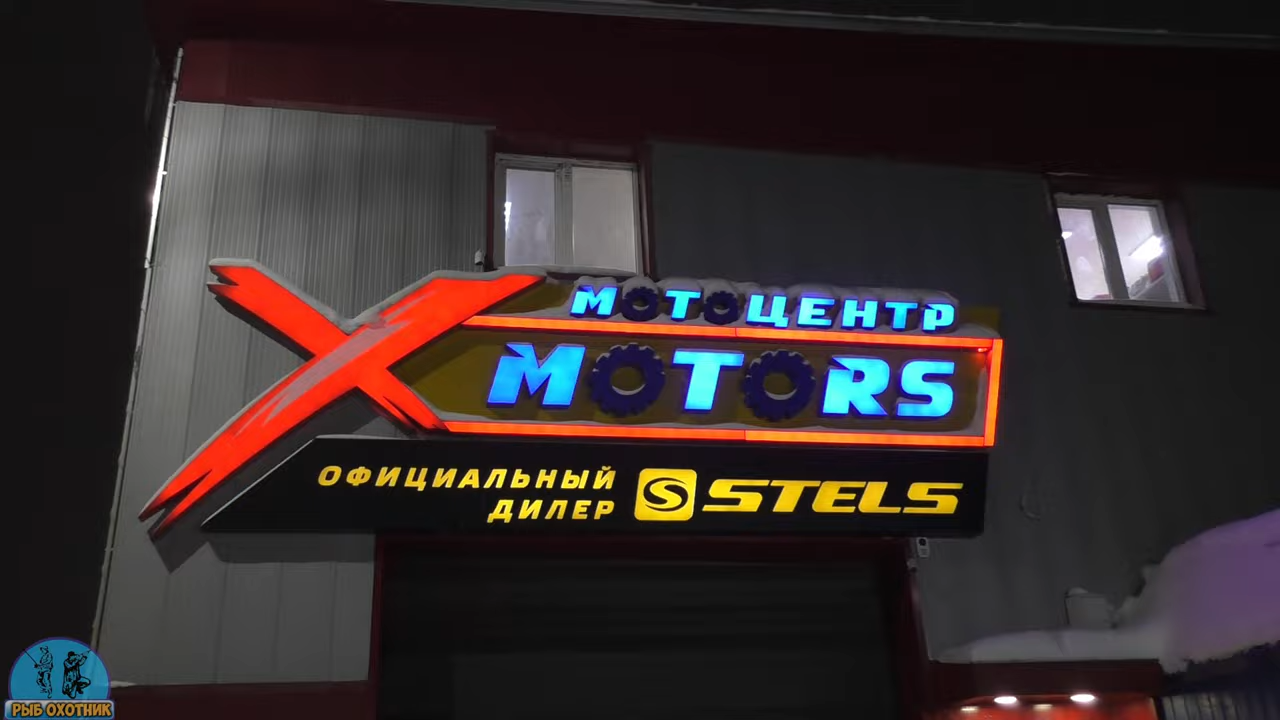 МОТОЦЕНТР
X MOTORS
ОФИЦИАЛЬНЫЙ
ДИЛЕР
S STELS
РЫБ ОХОТНИК